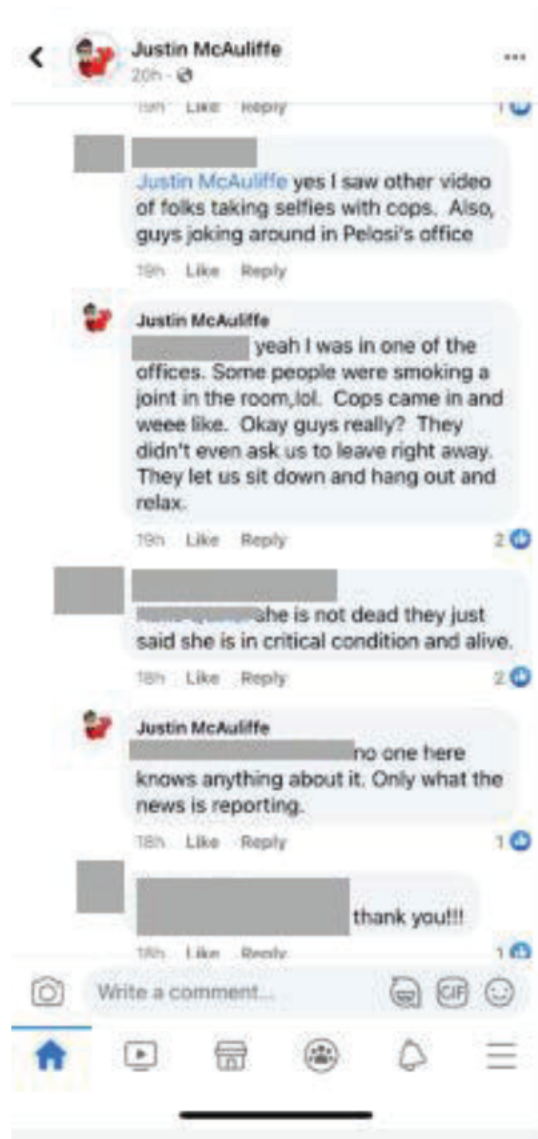 Justin McAuliffe
20h
19h Like Reply 1
Justin McAuliffe yes I saw other video
of folks taking selfies with cops. Also,
guys joking around in Pelosi's office
19h Like Reply
Justin McAuliffe
yeah I was in one of the
offices. Some people were smoking a
joint in the room,lol. Cops came in and
weee like. Okay guys really? They
didn't even ask us to leave right away.
They let us sit down and hang out and
relax.
19h Like Reply 2
she is not dead they just
said she is in critical condition and alive.
18h Like Reply 2
Justin McAuliffe
no one here
knows anything about it. Only what the
news is reporting.
18h Like Reply 1
thank you!!!
18h Like Reply 1
Write a comment...
GIF